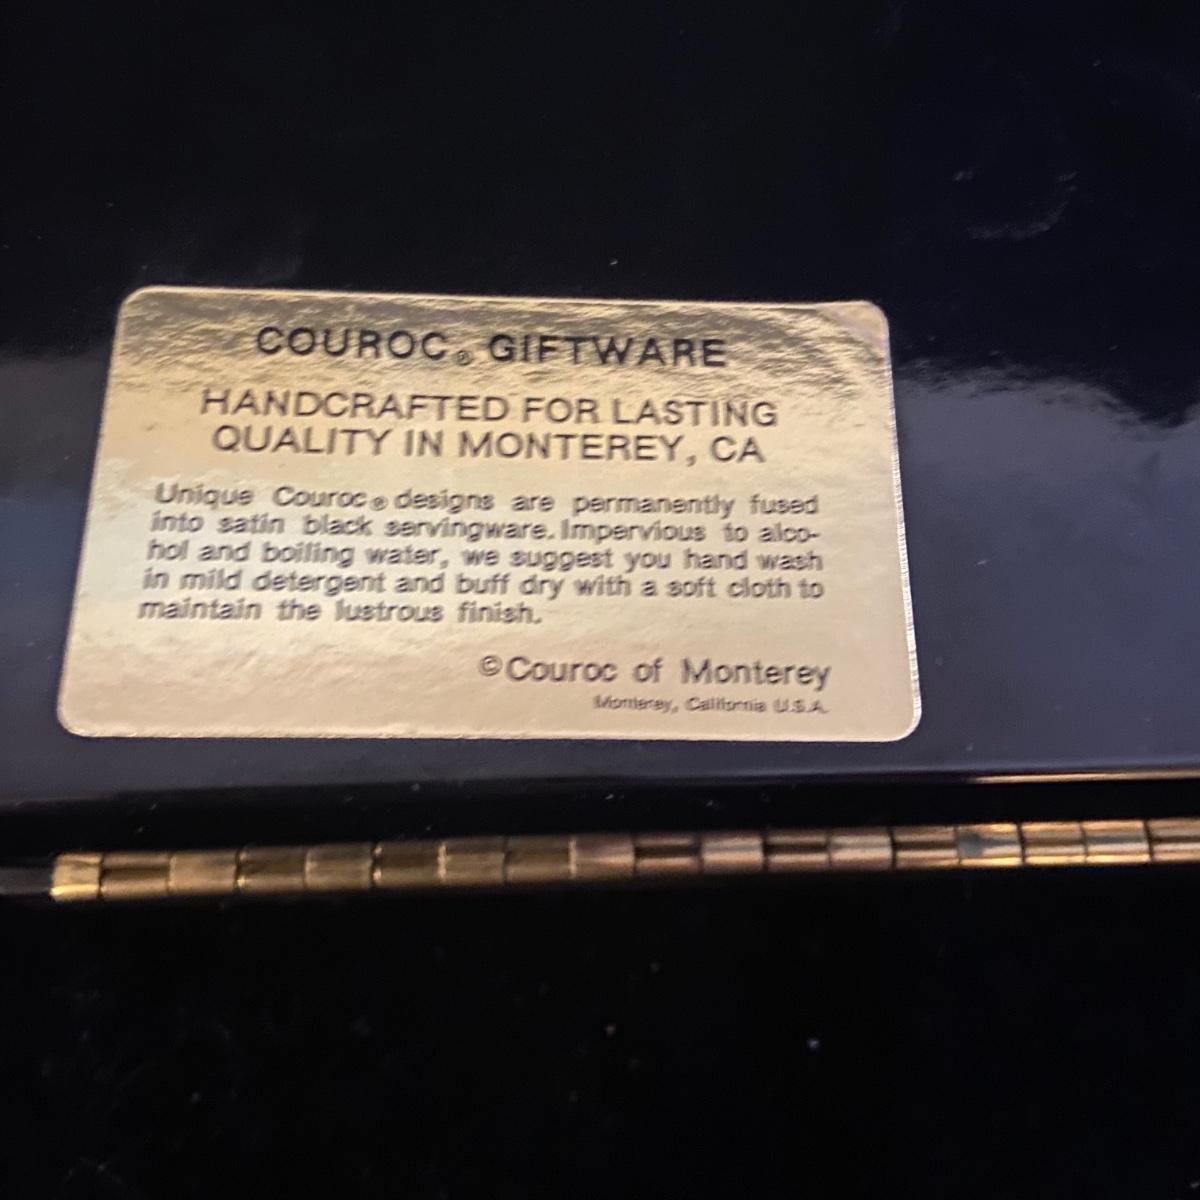 COUROC® GIFTWARE
HANDCRAFTED FOR LASTING
QUALITY IN MONTEREY, CA
Unique Couroc® designs are permanently fused
into satin black servingware. Impervious to alco-
hol and boiling water, we suggest you hand wash
in mild detergent and buff dry with a soft cloth to
maintain the lustrous finish.
©Couroc of Monterey
Monterey, California U.S.A.